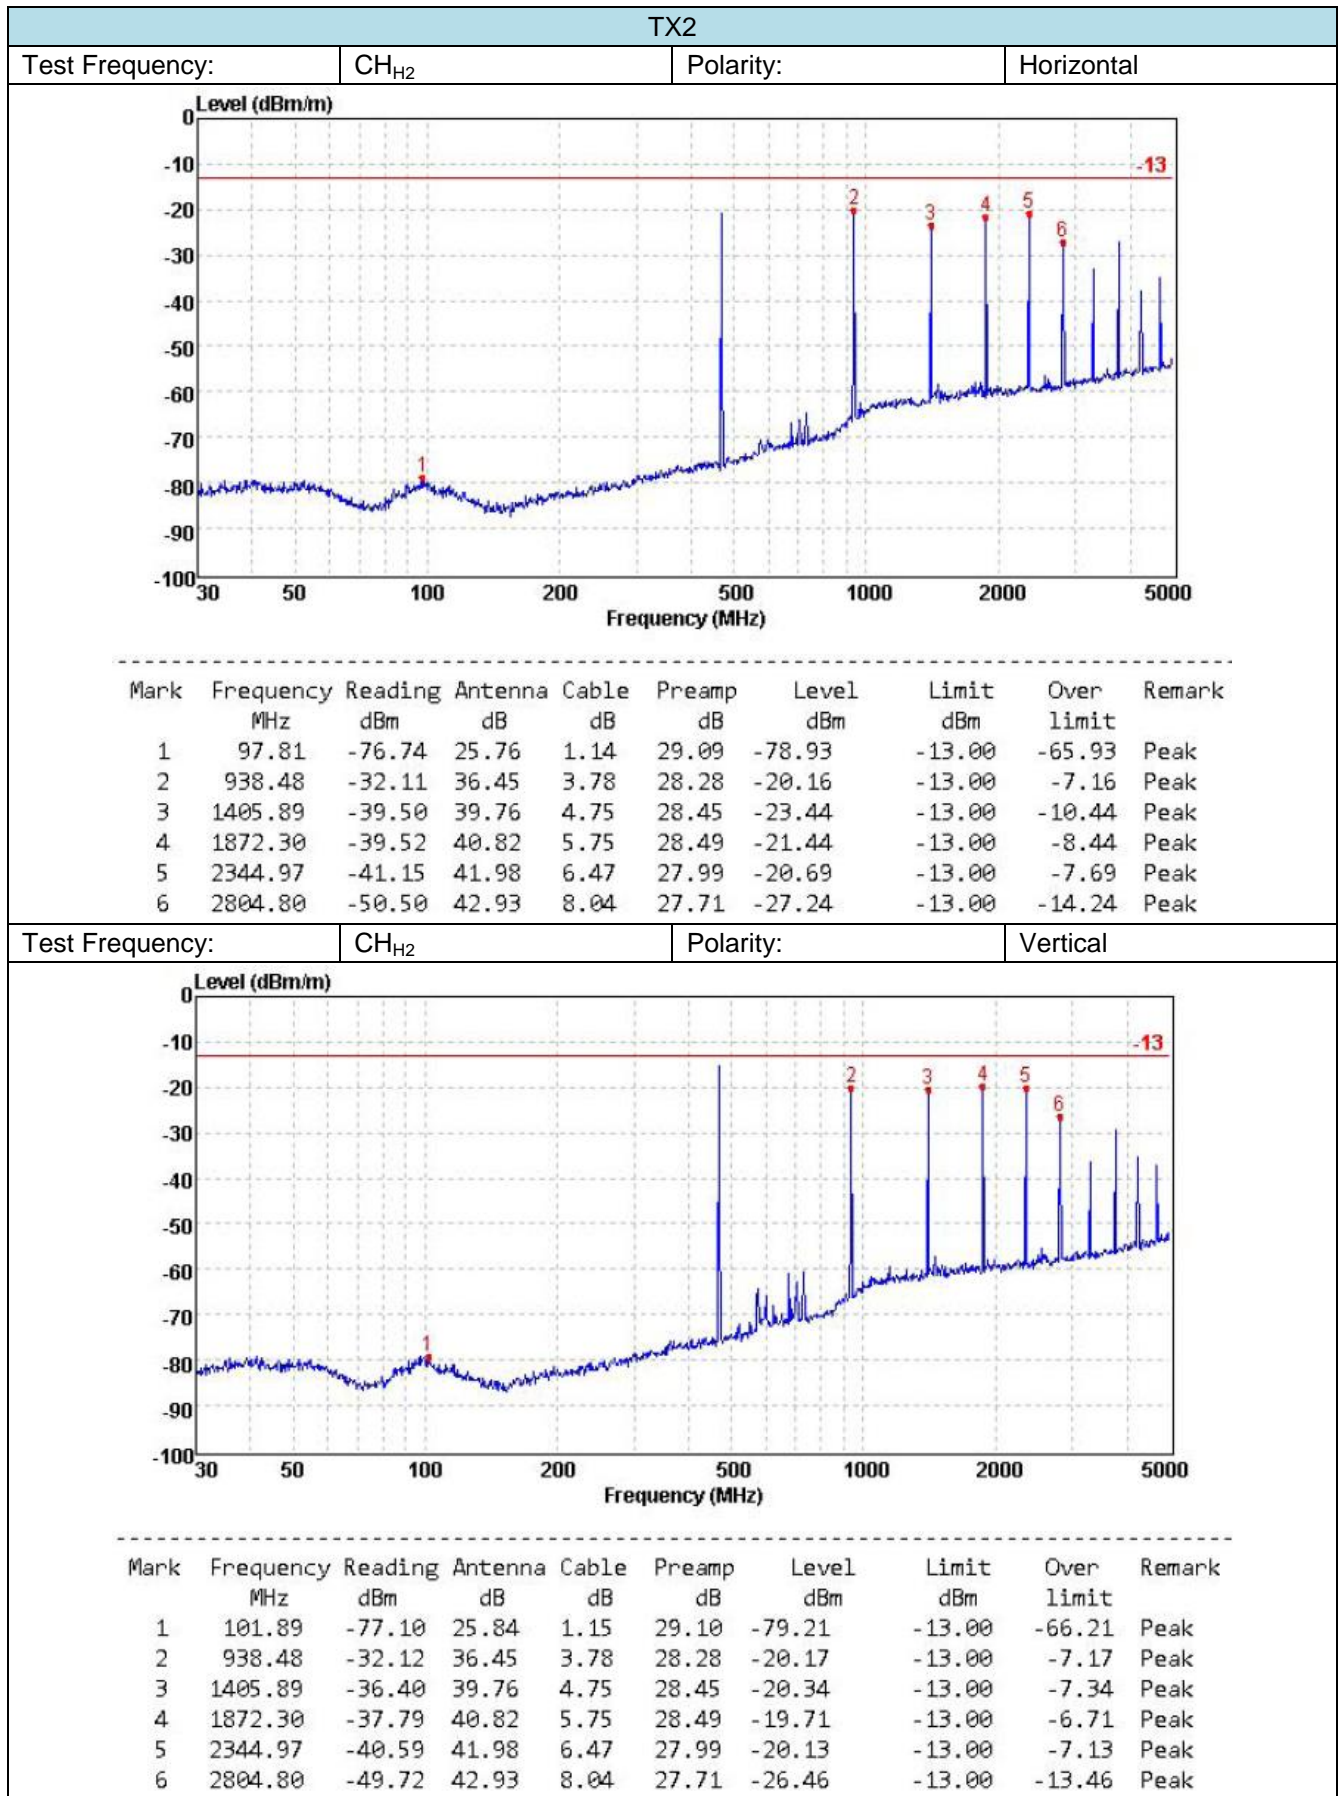 TX2
Test Frequency: CHH2 Polarity: Horizontal
Level (dBm/m)
0
-10
-13
-20
-30
-40
-50
-60
-70
-80
-90
-100
2
3
4
5
6
1
30 50 100 200 500 1000 2000 5000
Frequency (MHz)
Mark Frequency Reading Antenna Cable Preamp Level Limit Over Remark
MHz dBm dB dB dB dBm dBm limit
1 97.81 -76.74 25.76 1.14 29.09 -78.93 -13.00 -65.93 Peak
2 938.48 -32.11 36.45 3.78 28.28 -20.16 -13.00 -7.16 Peak
3 1405.89 -39.50 39.76 4.75 28.45 -23.44 -13.00 -10.44 Peak
4 1872.30 -39.52 40.82 5.75 28.49 -21.44 -13.00 -8.44 Peak
5 2344.97 -41.15 41.98 6.47 27.99 -20.69 -13.00 -7.69 Peak
6 2804.80 -50.50 42.93 8.04 27.71 -27.24 -13.00 -14.24 Peak
Test Frequency: CHH2 Polarity: Vertical
Level (dBm/m)
0
-10
-13
-20
-30
-40
-50
-60
-70
-80
-90
-100
2
3
4
5
6
1
30 50 100 200 500 1000 2000 5000
Frequency (MHz)
Mark Frequency Reading Antenna Cable Preamp Level Limit Over Remark
MHz dBm dB dB dB dBm dBm limit
1 101.89 -77.10 25.84 1.15 29.10 -79.21 -13.00 -66.21 Peak
2 938.48 -32.12 36.45 3.78 28.28 -20.17 -13.00 -7.17 Peak
3 1405.89 -36.40 39.76 4.75 28.45 -20.34 -13.00 -7.34 Peak
4 1872.30 -37.79 40.82 5.75 28.49 -19.71 -13.00 -6.71 Peak
5 2344.97 -40.59 41.98 6.47 27.99 -20.13 -13.00 -7.13 Peak
6 2804.80 -49.72 42.93 8.04 27.71 -26.46 -13.00 -13.46 Peak